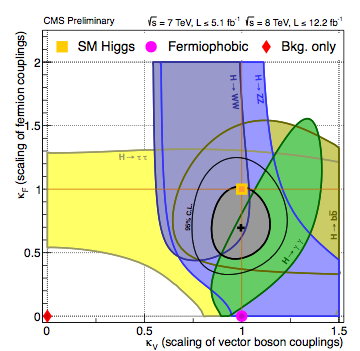 CMS Preliminary √s = 7 TeV, L ≤ 5.1 fb⁻¹ √s = 8 TeV, L ≤ 12.2 fb⁻¹
SM Higgs Fermiophobic Bkg. only
κF (scaling of fermion couplings)
2
1.5
1
0.5
0
H → WW
H → ZZ
H → ττ
95% C.L.
H → γγ
H → bb̄
0 0.5 1 1.5
κV (scaling of vector boson couplings)